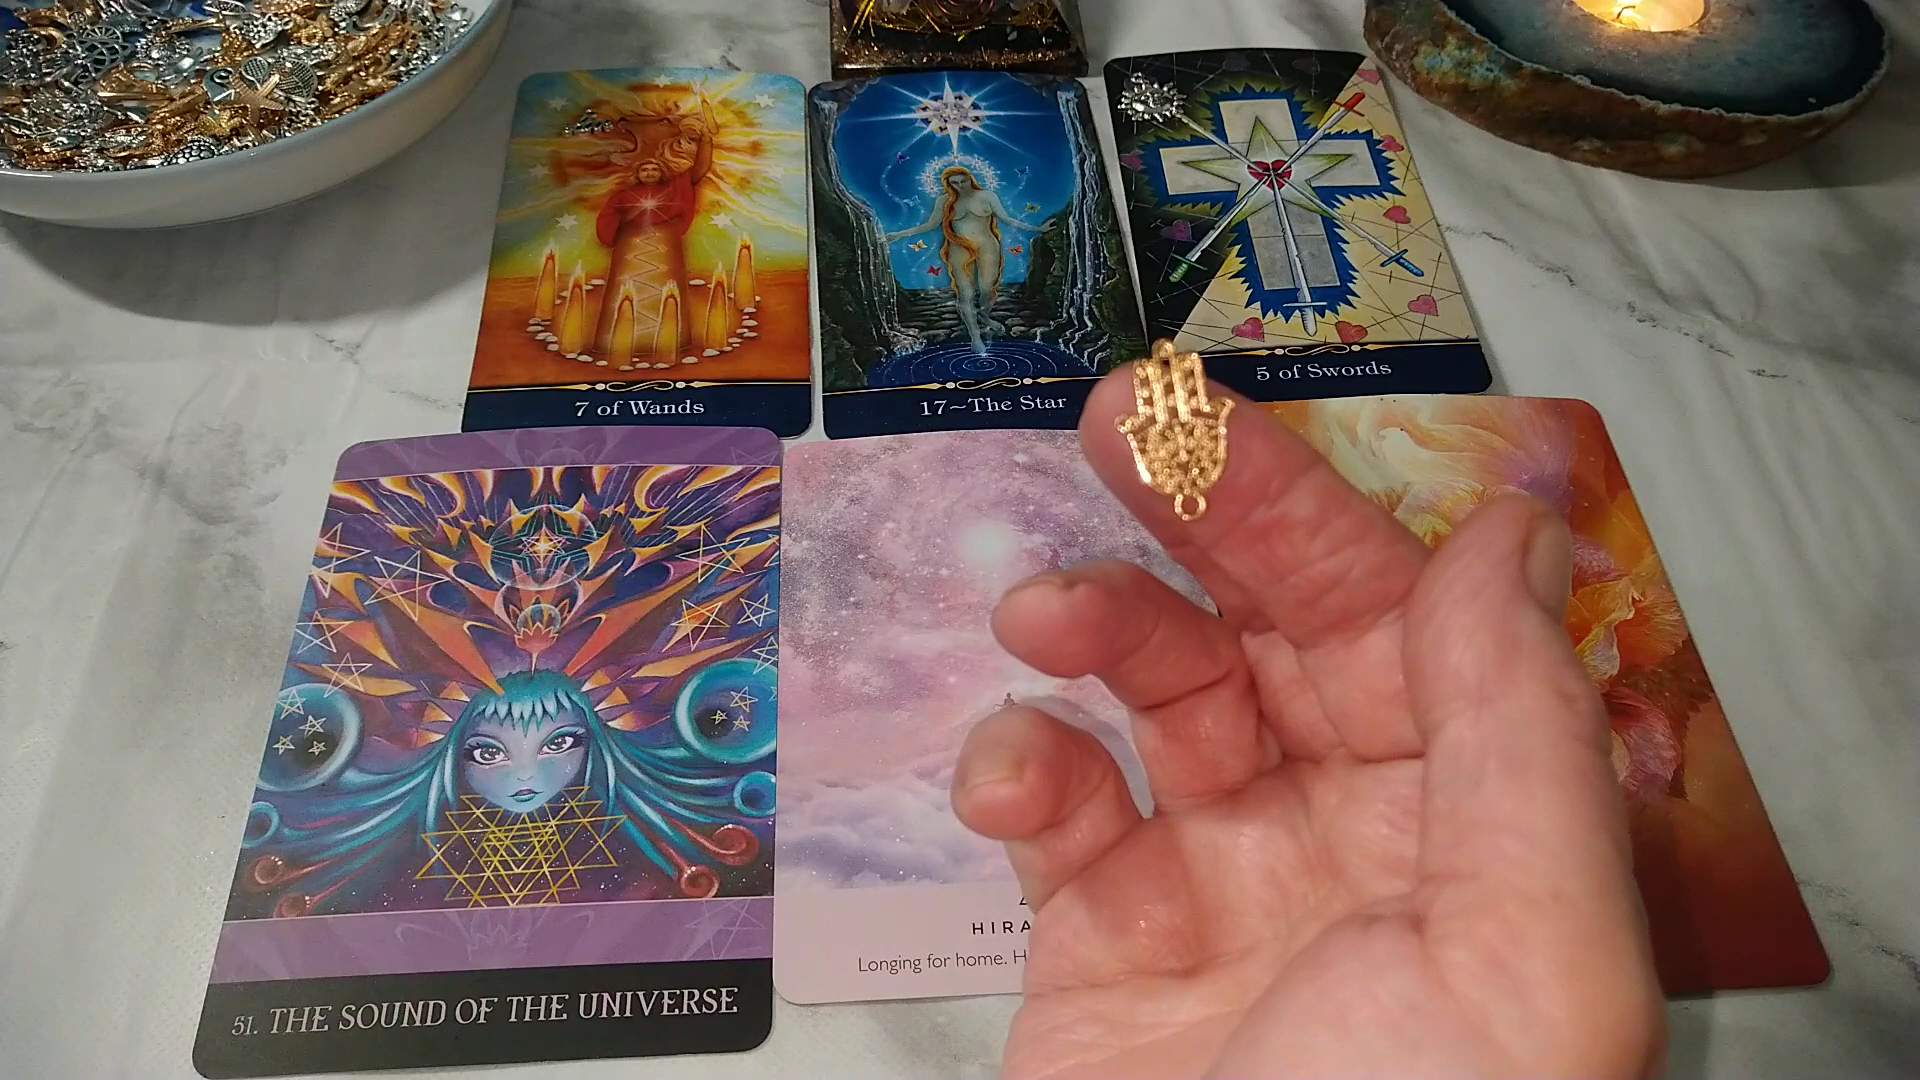 7 of Wands
17~The Star
5 of Swords
51. THE SOUND OF THE UNIVERSE
HIRA
Longing for home. H